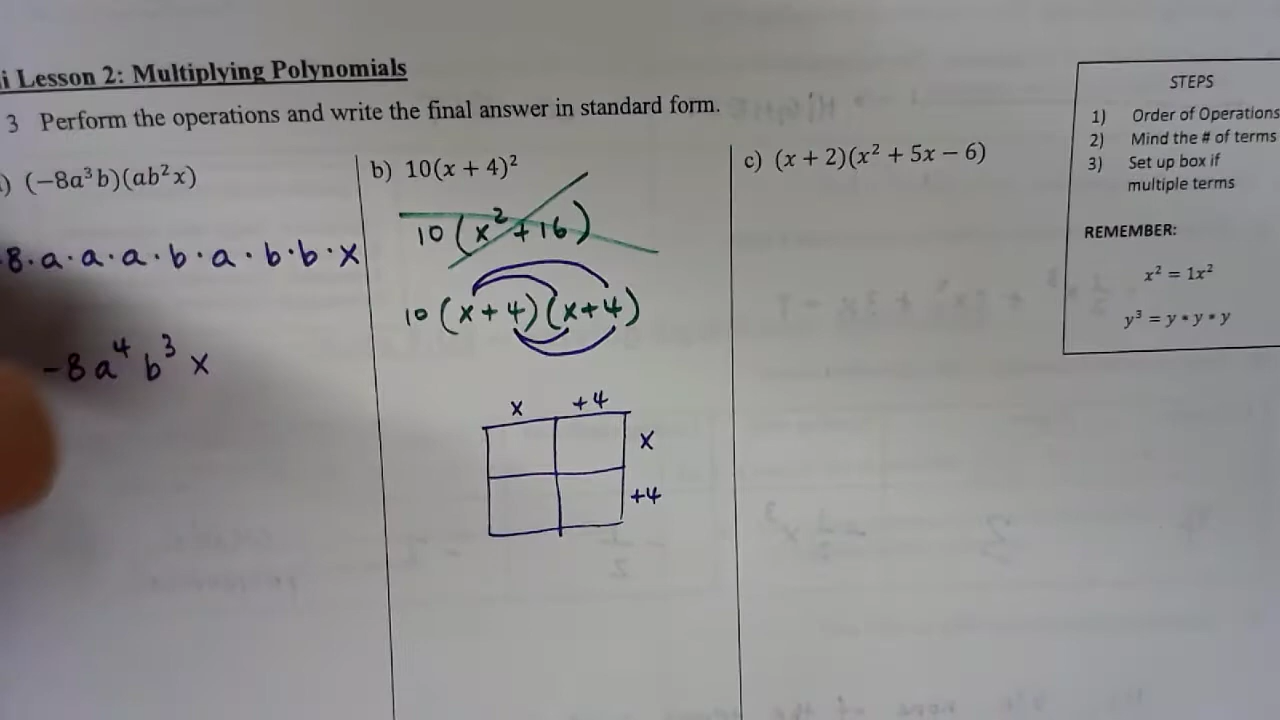 i Lesson 2: Multiplying Polynomials
3 Perform the operations and write the final answer in standard form.
) (−8a³b)(ab²x)
8·a·a·a·b·a·b·b·x
-8a⁴b³x
b) 10(x + 4)²
10(x²+16)
10(x+4)(x+4)
x +4
x
+4
c) (x + 2)(x² + 5x − 6)
STEPS
1) Order of Operations
2) Mind the # of terms
3) Set up box if
multiple terms
REMEMBER:
x² = 1x²
y³ = y * y * y